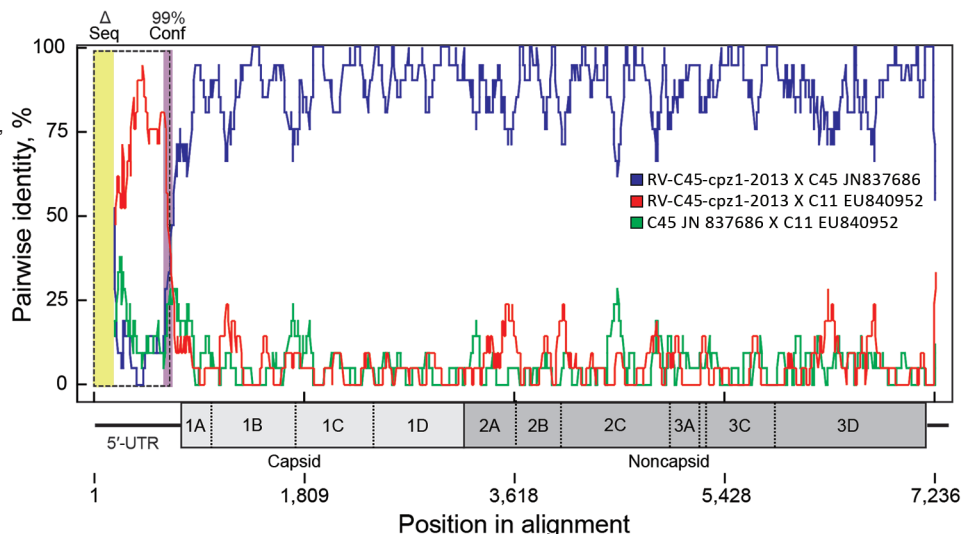 Δ 99%
Seq Conf
100
75
50
25
0
Pairwise identity, %
RV-C45-cpz1-2013 X C45 JN837686
RV-C45-cpz1-2013 X C11 EU840952
C45 JN 837686 X C11 EU840952
1A 1B 1C 1D 2A 2B 2C 3A 3C 3D
5′-UTR
Capsid Noncapsid
1 1,809 3,618 5,428 7,236
Position in alignment